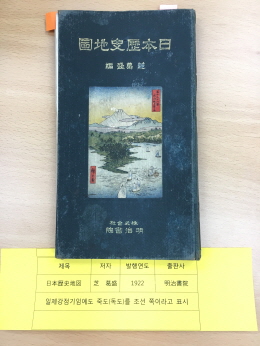 圖地史歷本日
編 盛葛芝
社会式株
院書治明
제목 저자 발행연도 출판사
日本歷史地図 芝 葛盛 1922 明治書院
일제강점기임에도 죽도(독도)를 조선 쪽이라고 표시